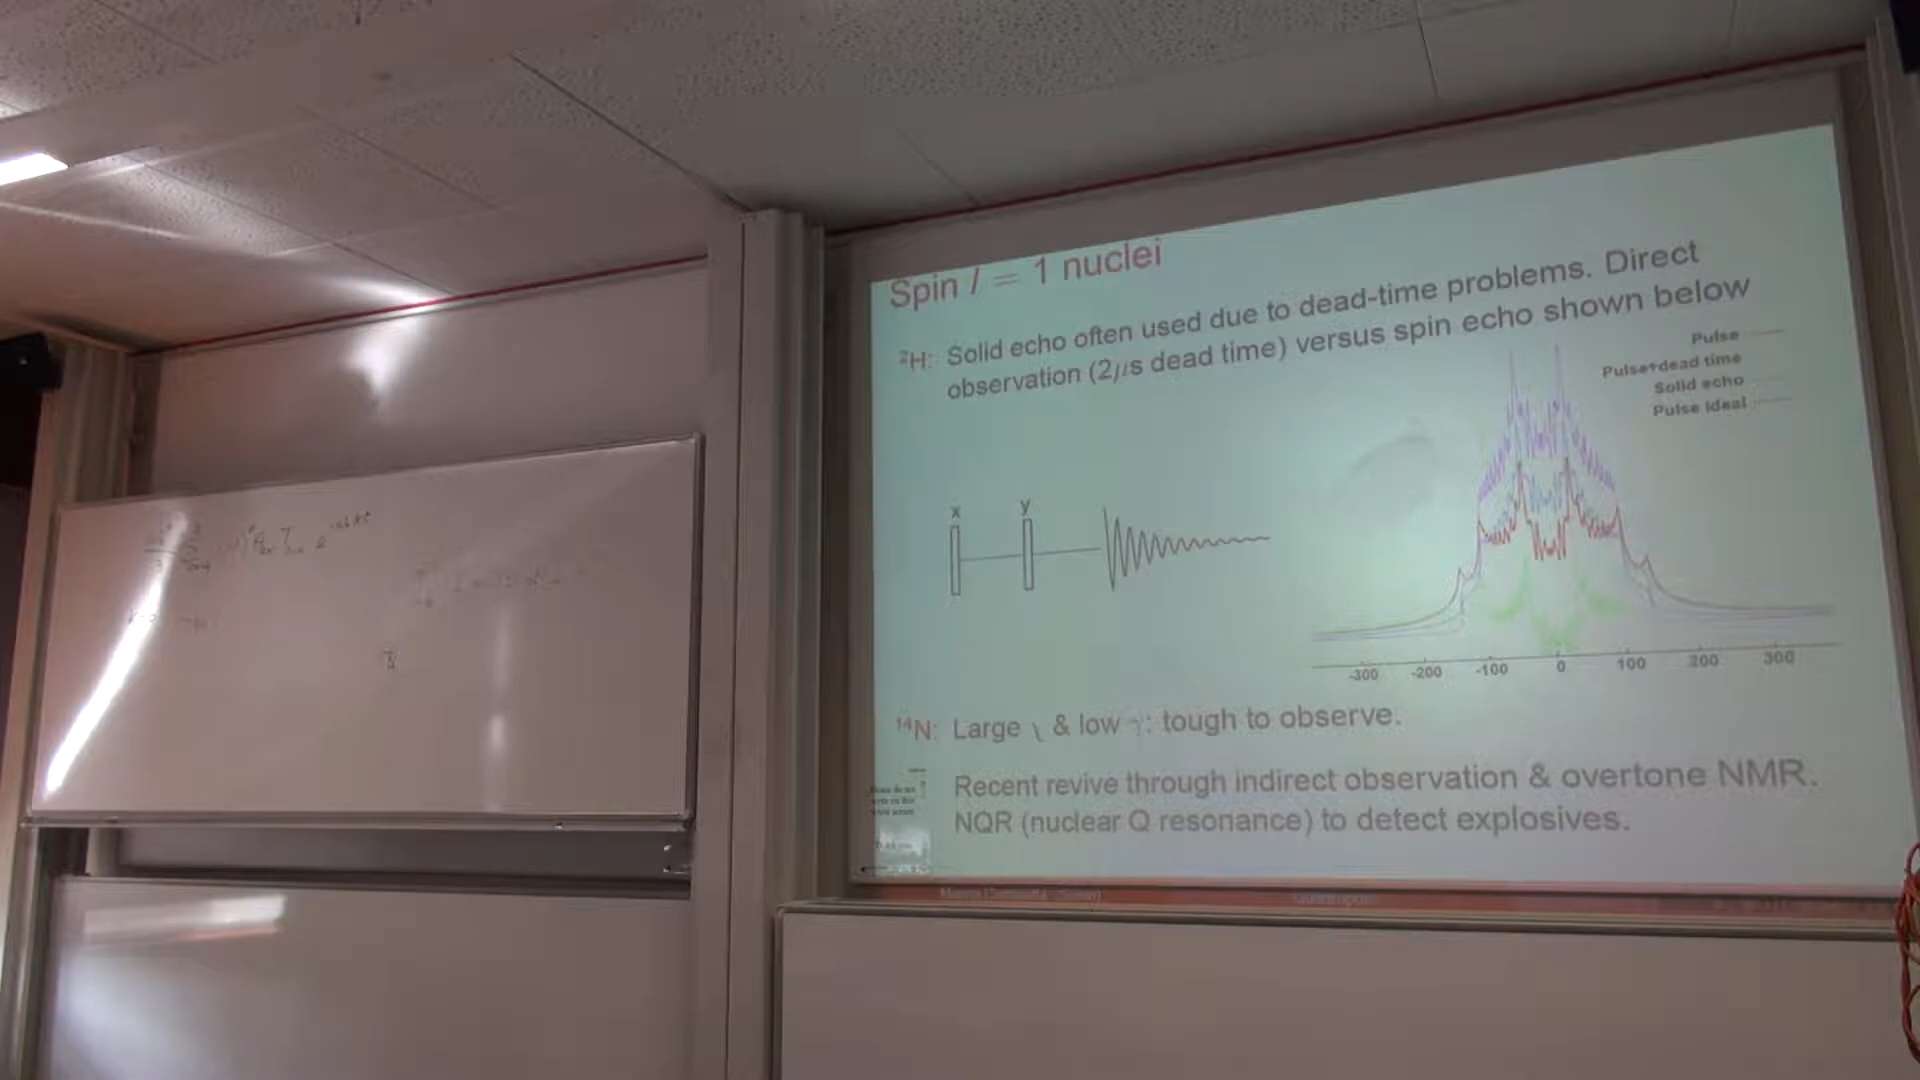 Spin I = 1 nuclei
²H: Solid echo often used due to dead-time problems. Direct
observation (2μs dead time) versus spin echo shown below
Pulse
Pulse+dead time
Solid echo
Pulse Ideal
x y
-300 -200 -100 0 100 200 300
¹⁴N: Large & low γ: tough to observe.
Recent revive through indirect observation & overtone NMR.
NQR (nuclear Q resonance) to detect explosives.